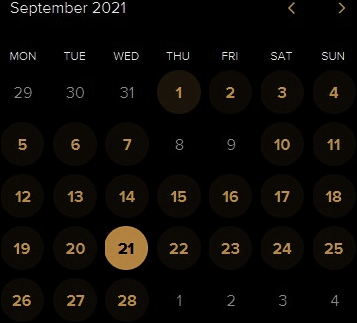 September 2021
MON TUE WED THU FRI SAT SUN
29 30 31 1 2 3 4
5 6 7 8 9 10 11
12 13 14 15 16 17 18
19 20 21 22 23 24 25
26 27 28 1 2 3 4